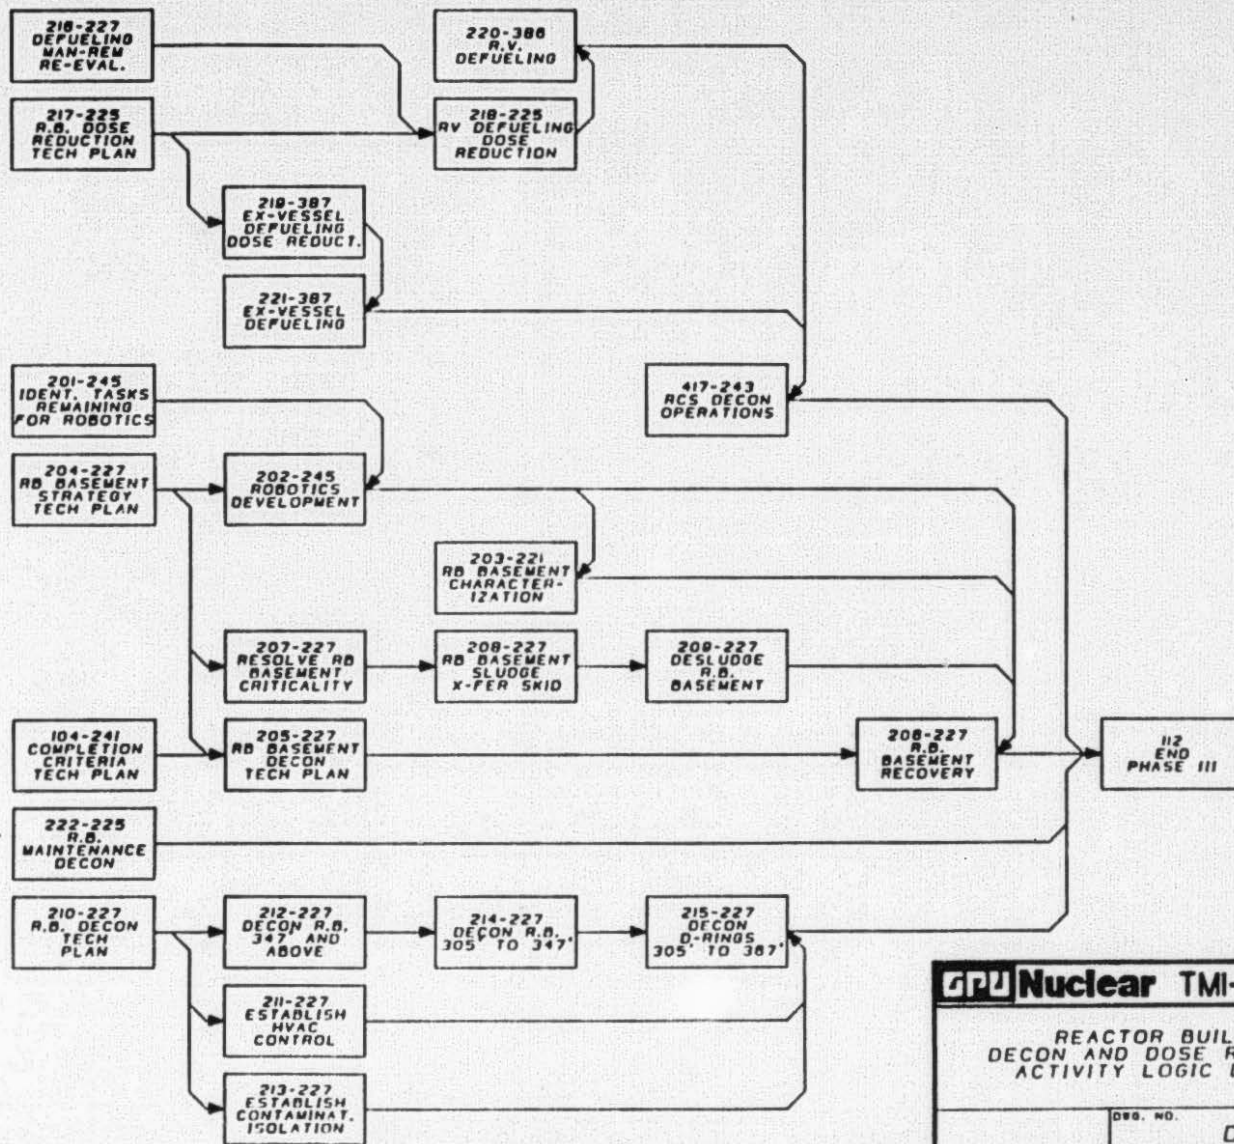 216-227
DEFUELING
MAN-REM
RE-EVAL.
220-386
R.V.
DEFUELING
217-225
R.B. DOSE
REDUCTION
TECH PLAN
218-225
RV DEFUELING
DOSE
REDUCTION
219-387
EX-VESSEL
DEFUELING
DOSE REDUCT.
221-387
EX-VESSEL
DEFUELING
201-245
IDENT. TASKS
REMAINING
FOR ROBOTICS
417-243
RCS DECON
OPERATIONS
204-227
RB BASEMENT
STRATEGY
TECH PLAN
202-245
ROBOTICS
DEVELOPMENT
203-221
RB BASEMENT
CHARACTER-
IZATION
207-227
RESOLVE RB
BASEMENT
CRITICALITY
208-227
RB BASEMENT
SLUDGE
X-FER SKID
209-227
DESLUDGE
R.B.
BASEMENT
104-241
COMPLETION
CRITERIA
TECH PLAN
205-227
RB BASEMENT
DECON
TECH PLAN
206-227
R.B.
BASEMENT
RECOVERY
112
END
PHASE III
222-225
R.B.
MAINTENANCE
DECON
210-227
R.B. DECON
TECH
PLAN
212-227
DECON R.B.
347' AND
ABOVE
214-227
DECON R.B.
305' TO 347'
215-227
DECON
D-RINGS
305' TO 367'
211-227
ESTABLISH
HVAC
CONTROL
213-227
ESTABLISH
CONTAMINAT.
ISOLATION
GPU Nuclear TMI-
REACTOR BUIL
DECON AND DOSE R
ACTIVITY LOGIC
DWG. NO.